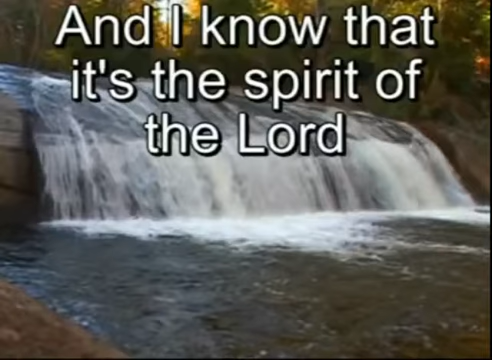 And I know that
it's the spirit of
the Lord